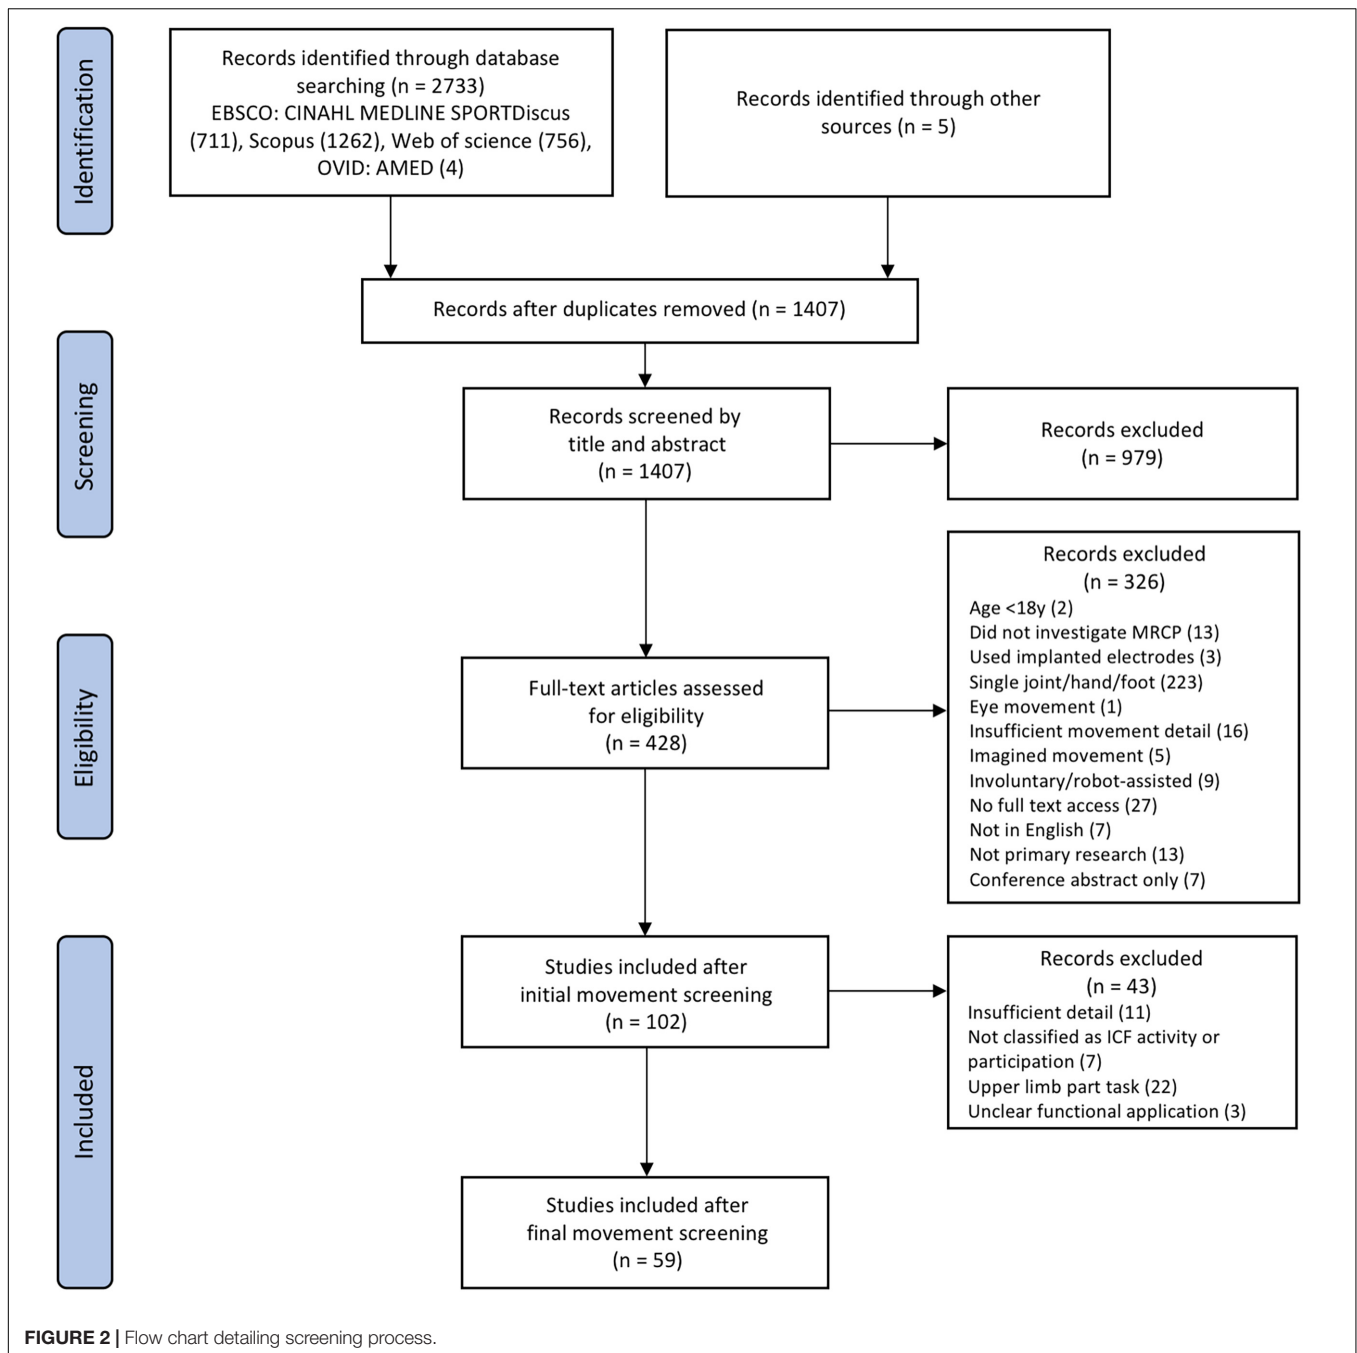 Identification
Records identified through database
searching (n = 2733)
EBSCO: CINAHL MEDLINE SPORTDiscus
(711), Scopus (1262), Web of science (756),
OVID: AMED (4)
Records identified through other
sources (n = 5)
Records after duplicates removed (n = 1407)
Screening
Records screened by
title and abstract
(n = 1407)
Records excluded
(n = 979)
Eligibility
Full-text articles assessed
for eligibility
(n = 428)
Records excluded
(n = 326)
Age <18y (2)
Did not investigate MRCP (13)
Used implanted electrodes (3)
Single joint/hand/foot (223)
Eye movement (1)
Insufficient movement detail (16)
Imagined movement (5)
Involuntary/robot-assisted (9)
No full text access (27)
Not in English (7)
Not primary research (13)
Conference abstract only (7)
Included
Studies included after
initial movement screening
(n = 102)
Records excluded
(n = 43)
Insufficient detail (11)
Not classified as ICF activity or
participation (7)
Upper limb part task (22)
Unclear functional application (3)
Studies included after
final movement screening
(n = 59)
FIGURE 2 | Flow chart detailing screening process.